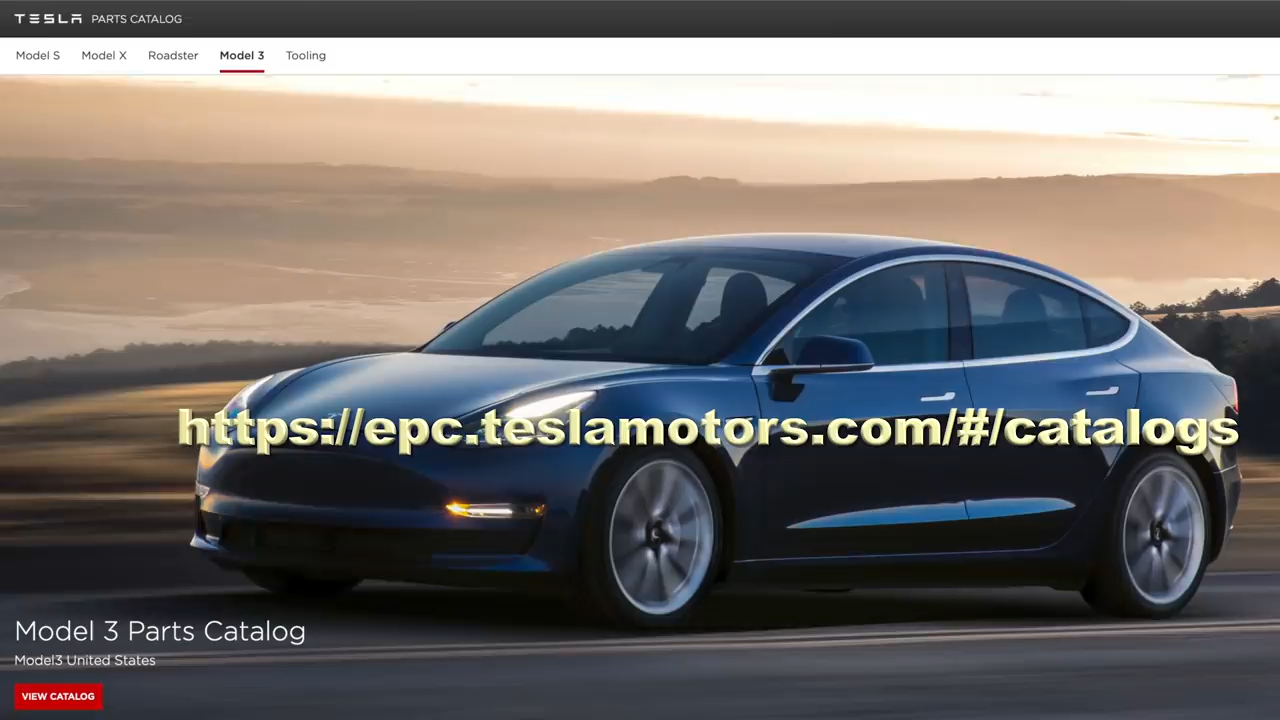 TESLA PARTS CATALOG
Model S Model X Roadster Model 3 Tooling
https://epc.teslamotors.com/#/catalogs
Model 3 Parts Catalog
Model3 United States
VIEW CATALOG